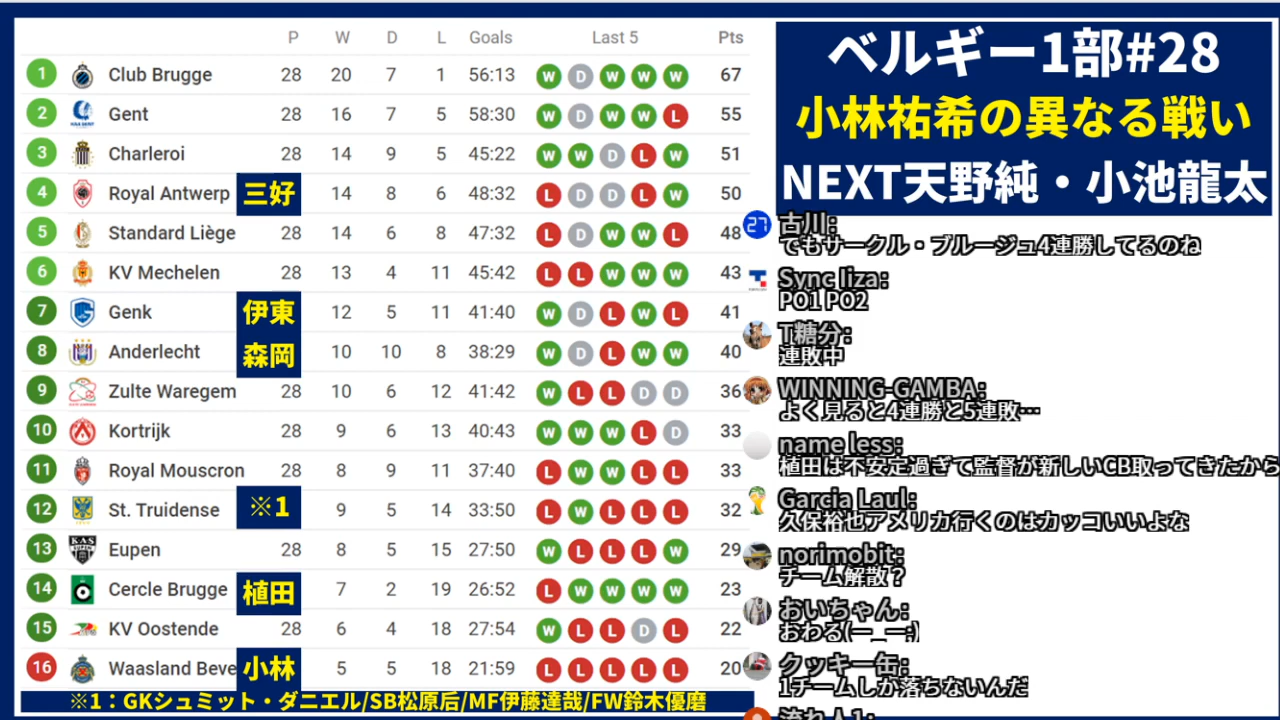 P W D L Goals Last 5 Pts
1 Club Brugge 28 20 7 1 56:13 W D W W W 67
2 Gent 28 16 7 5 58:30 W D W W L 55
3 Charleroi 28 14 9 5 45:22 W W D L W 51
4 Royal Antwerp 三好 14 8 6 48:32 L D D L W 50
5 Standard Liège 28 14 6 8 47:32 L D W W L 48
6 KV Mechelen 28 13 4 11 45:42 L L W W W 43
7 Genk 伊東 12 5 11 41:40 W D L W L 41
8 Anderlecht 森岡 10 10 8 38:29 W D L W W 40
9 Zulte Waregem 28 10 6 12 41:42 W L L D D 36
10 Kortrijk 28 9 6 13 40:43 W W W L D 33
11 Royal Mouscron 28 8 9 11 37:40 L W W L L 33
12 St. Truidense ※1 9 5 14 33:50 L W L L L 32
13 Eupen 28 8 5 15 27:50 W L L L W 29
14 Cercle Brugge 植田 7 2 19 26:52 L W W W W 23
15 KV Oostende 28 6 4 18 27:54 W L L D L 22
16 Waasland Beve 小林 5 5 18 21:59 L L L L L 20
※1：GKシュミット・ダニエル/SB松原后/MF伊藤達哉/FW鈴木優磨
ベルギー1部#28
小林祐希の異なる戦い
NEXT天野純・小池龍太
27 古川:
でもサークル・ブルージュ4連勝してるのね
Sync liza:
PO1 PO2
T糖分:
連敗中
WINNING-GAMBA:
よく見ると4連勝と5連敗…
name less:
植田は不安定過ぎて監督が新しいCB取ってきたから
Garcia Laul:
久保裕也アメリカ行くのはカッコいいよな
norimobit:
チーム解散？
おいちゃん:
おわる(ー_ー;)
クッキー缶:
1チームしか落ちないんだ
流れ人1: